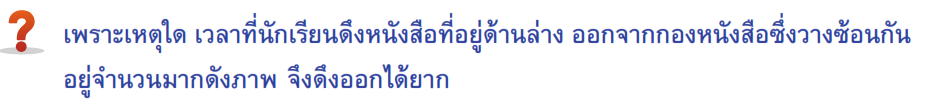 เพราะเหตุใด เวลาที่นักเรียนดึงหนังสือที่อยู่ด้านล่าง ออกจากกองหนังสือซึ่งวางซ้อนกัน
อยู่จำนวนมากดังภาพ จึงดึงออกได้ยาก